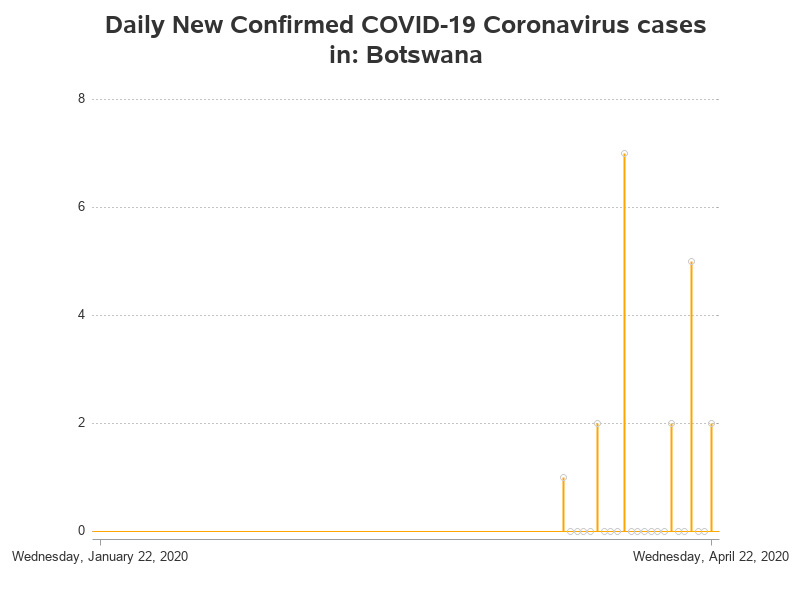 Daily New Confirmed COVID-19 Coronavirus cases
in: Botswana
8
6
4
2
0
Wednesday, January 22, 2020
Wednesday, April 22, 2020